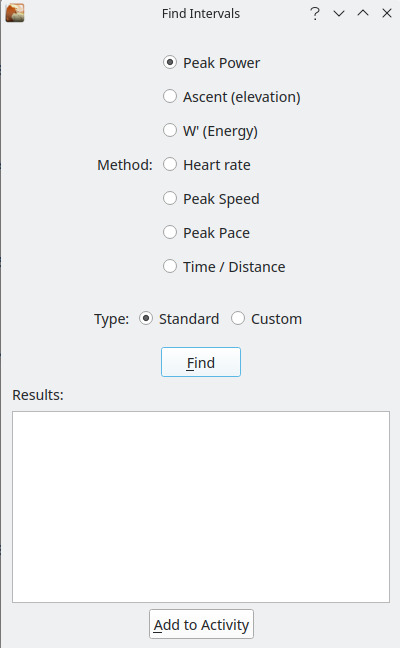 Find Intervals
Peak Power
Ascent (elevation)
W' (Energy)
Method:
Heart rate
Peak Speed
Peak Pace
Time / Distance
Type:
Standard
Custom
Find
Results:
Add to Activity